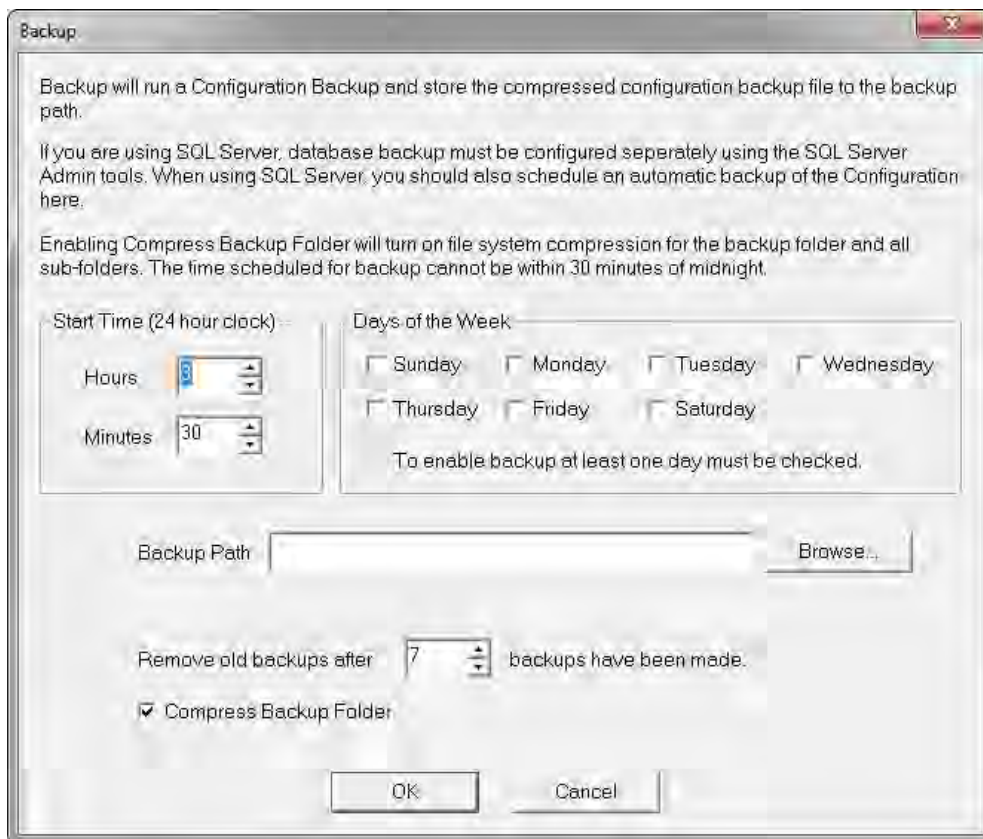 Backup
Backup will run a Configuration Backup and store the compressed configuration backup file to the backup
path.
If you are using SQL Server, database backup must be configured seperately using the SQL Server
Admin tools. When using SQL Server, you should also schedule an automatic backup of the Configuration
here.
Enabling Compress Backup Folder will turn on file system compression for the backup folder and all
sub-folders. The time scheduled for backup cannot be within 30 minutes of midnight.
Start Time (24 hour clock)
Hours 3
Minutes 30
Days of the Week
Sunday Monday Tuesday Wednesday
Thursday Friday Saturday
To enable backup at least one day must be checked.
Backup Path Browse...
Remove old backups after 7 backups have been made.
Compress Backup Folder
OK Cancel